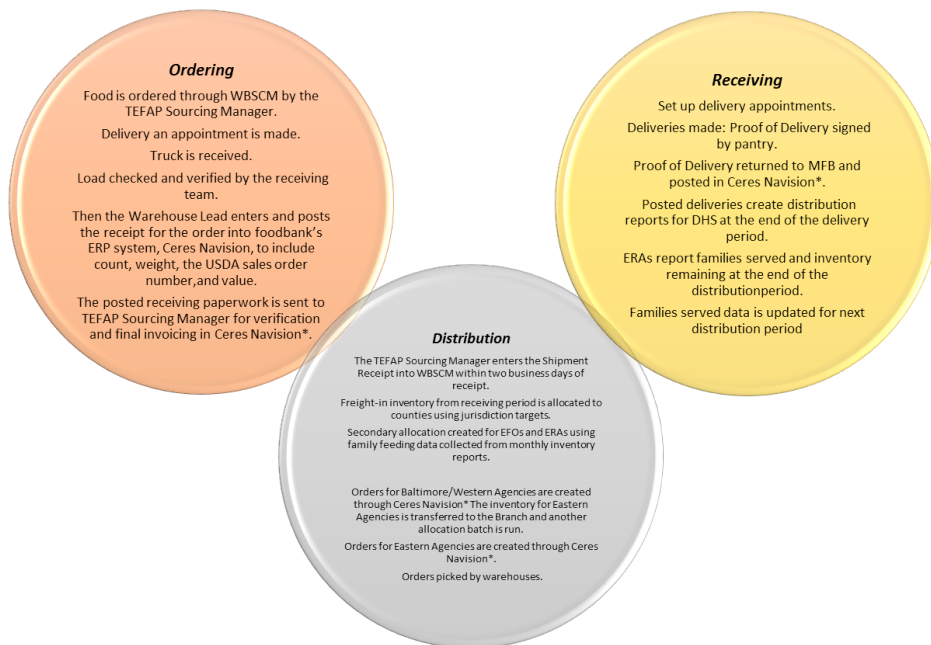 Ordering
Food is ordered through WBSCM by the
TEFAP Sourcing Manager.
Delivery an appointment is made.
Truck is received.
Load checked and verified by the receiving
team.
Then the Warehouse Lead enters and posts
the receipt for the order into foodbank's
ERP system, Ceres Navision, to include
count, weight, the USDA sales order
number,and value.
The posted receiving paperwork is sent to
TEFAP Sourcing Manager for verification
and final invoicing in Ceres Navision*.
Distribution
The TEFAP Sourcing Manager enters the Shipment
Receipt into WBSCM within two business days of
receipt.
Freight-in inventory from receiving period is allocated to
counties using jurisdiction targets.
Secondary allocation created for EFOs and ERAs using
family feeding data collected from monthly inventory
reports.
Orders for Baltimore/Western Agencies are created
through Ceres Navision* The inventory for Eastern
Agencies is transferred to the Branch and another
allocation batch is run.
Orders for Eastern Agencies are created through Ceres
Navision*.
Orders picked by warehouses.
Receiving
Set up delivery appointments.
Deliveries made: Proof of Delivery signed
by pantry.
Proof of Delivery returned to MFB and
posted in Ceres Navision*.
Posted deliveries create distribution
reports for DHS at the end of the delivery
period.
ERAs report families served and inventory
remaining at the end of the
distributionperiod.
Families served data is updated for next
distribution period